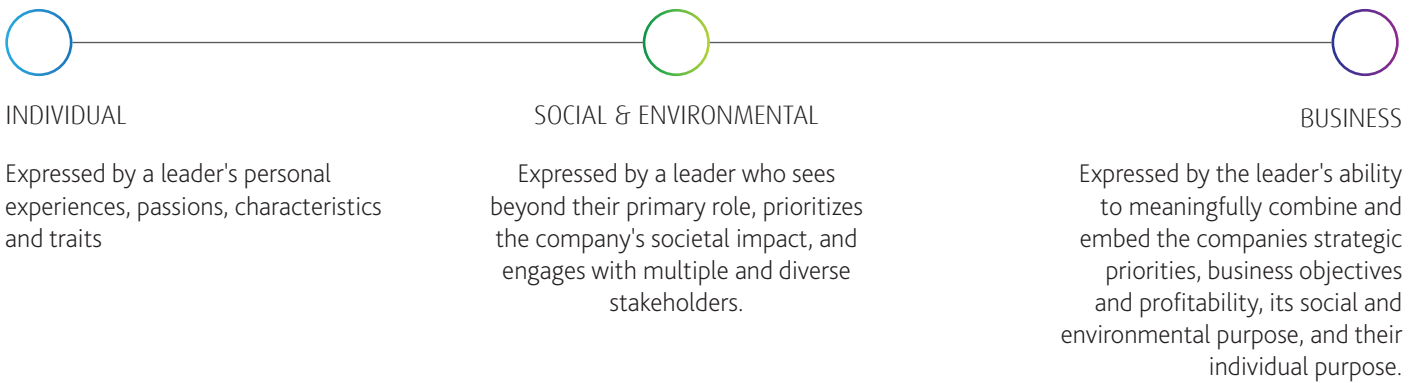 INDIVIDUAL
Expressed by a leader's personal
experiences, passions, characteristics
and traits
SOCIAL & ENVIRONMENTAL
Expressed by a leader who sees
beyond their primary role, prioritizes
the company's societal impact, and
engages with multiple and diverse
stakeholders.
BUSINESS
Expressed by the leader's ability
to meaningfully combine and
embed the companies strategic
priorities, business objectives
and profitability, its social and
environmental purpose, and their
individual purpose.